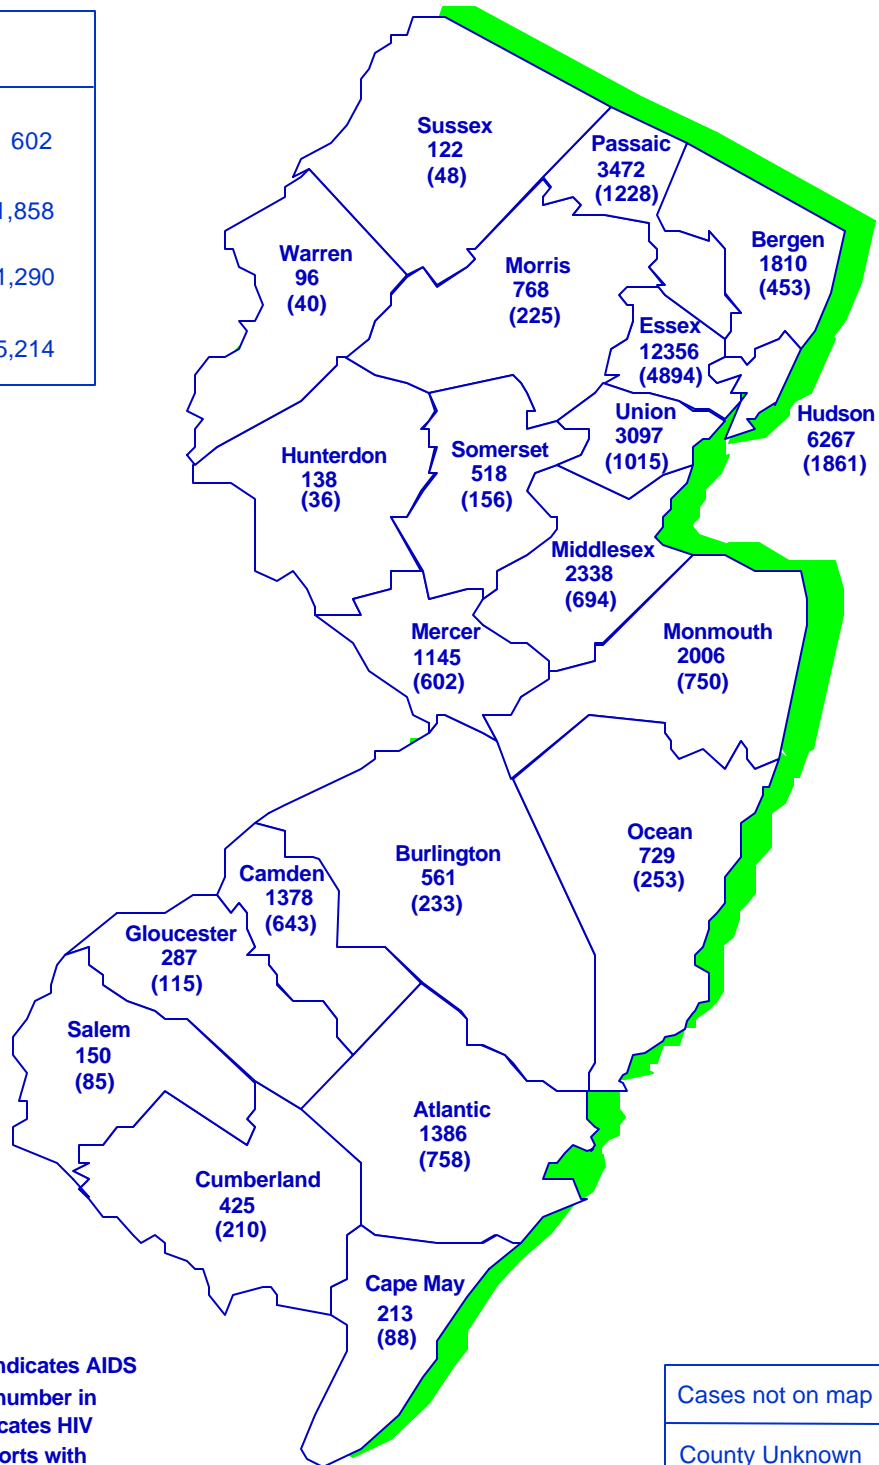 602
1,858
1,290
5,214
Sussex
122
(48)
Passaic
3472
(1228)
Bergen
1810
(453)
Warren
96
(40)
Morris
768
(225)
Essex
12356
(4894)
Hudson
6267
(1861)
Union
3097
(1015)
Hunterdon
138
(36)
Somerset
518
(156)
Middlesex
2338
(694)
Mercer
1145
(602)
Monmouth
2006
(750)
Ocean
729
(253)
Burlington
561
(233)
Camden
1378
(643)
Gloucester
287
(115)
Salem
150
(85)
Atlantic
1386
(758)
Cumberland
425
(210)
Cape May
213
(88)
ndicates AIDS
number in
cates HIV
orts with
Cases not on map
County Unknown